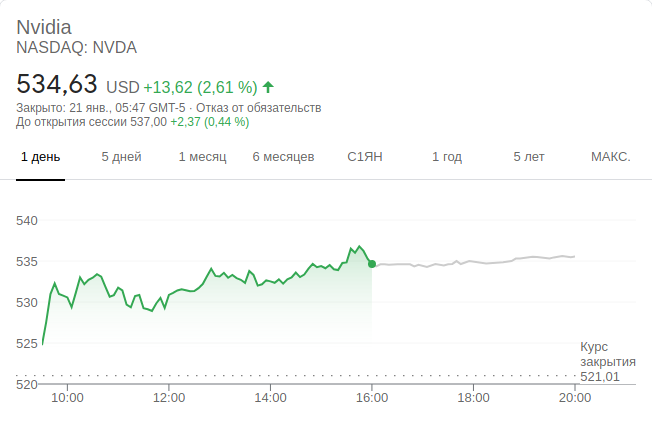 Nvidia
NASDAQ: NVDA
534,63 USD +13,62 (2,61 %)
Закрыто: 21 янв., 05:47 GMT-5 · Отказ от обязательств
До открытия сессии 537,00 +2,37 (0,44 %)
1 день 5 дней 1 месяц 6 месяцев С1ЯН 1 год 5 лет МАКС.
540
535
530
525
520
Курс
закрытия
521,01
10:00 12:00 14:00 16:00 18:00 20:00